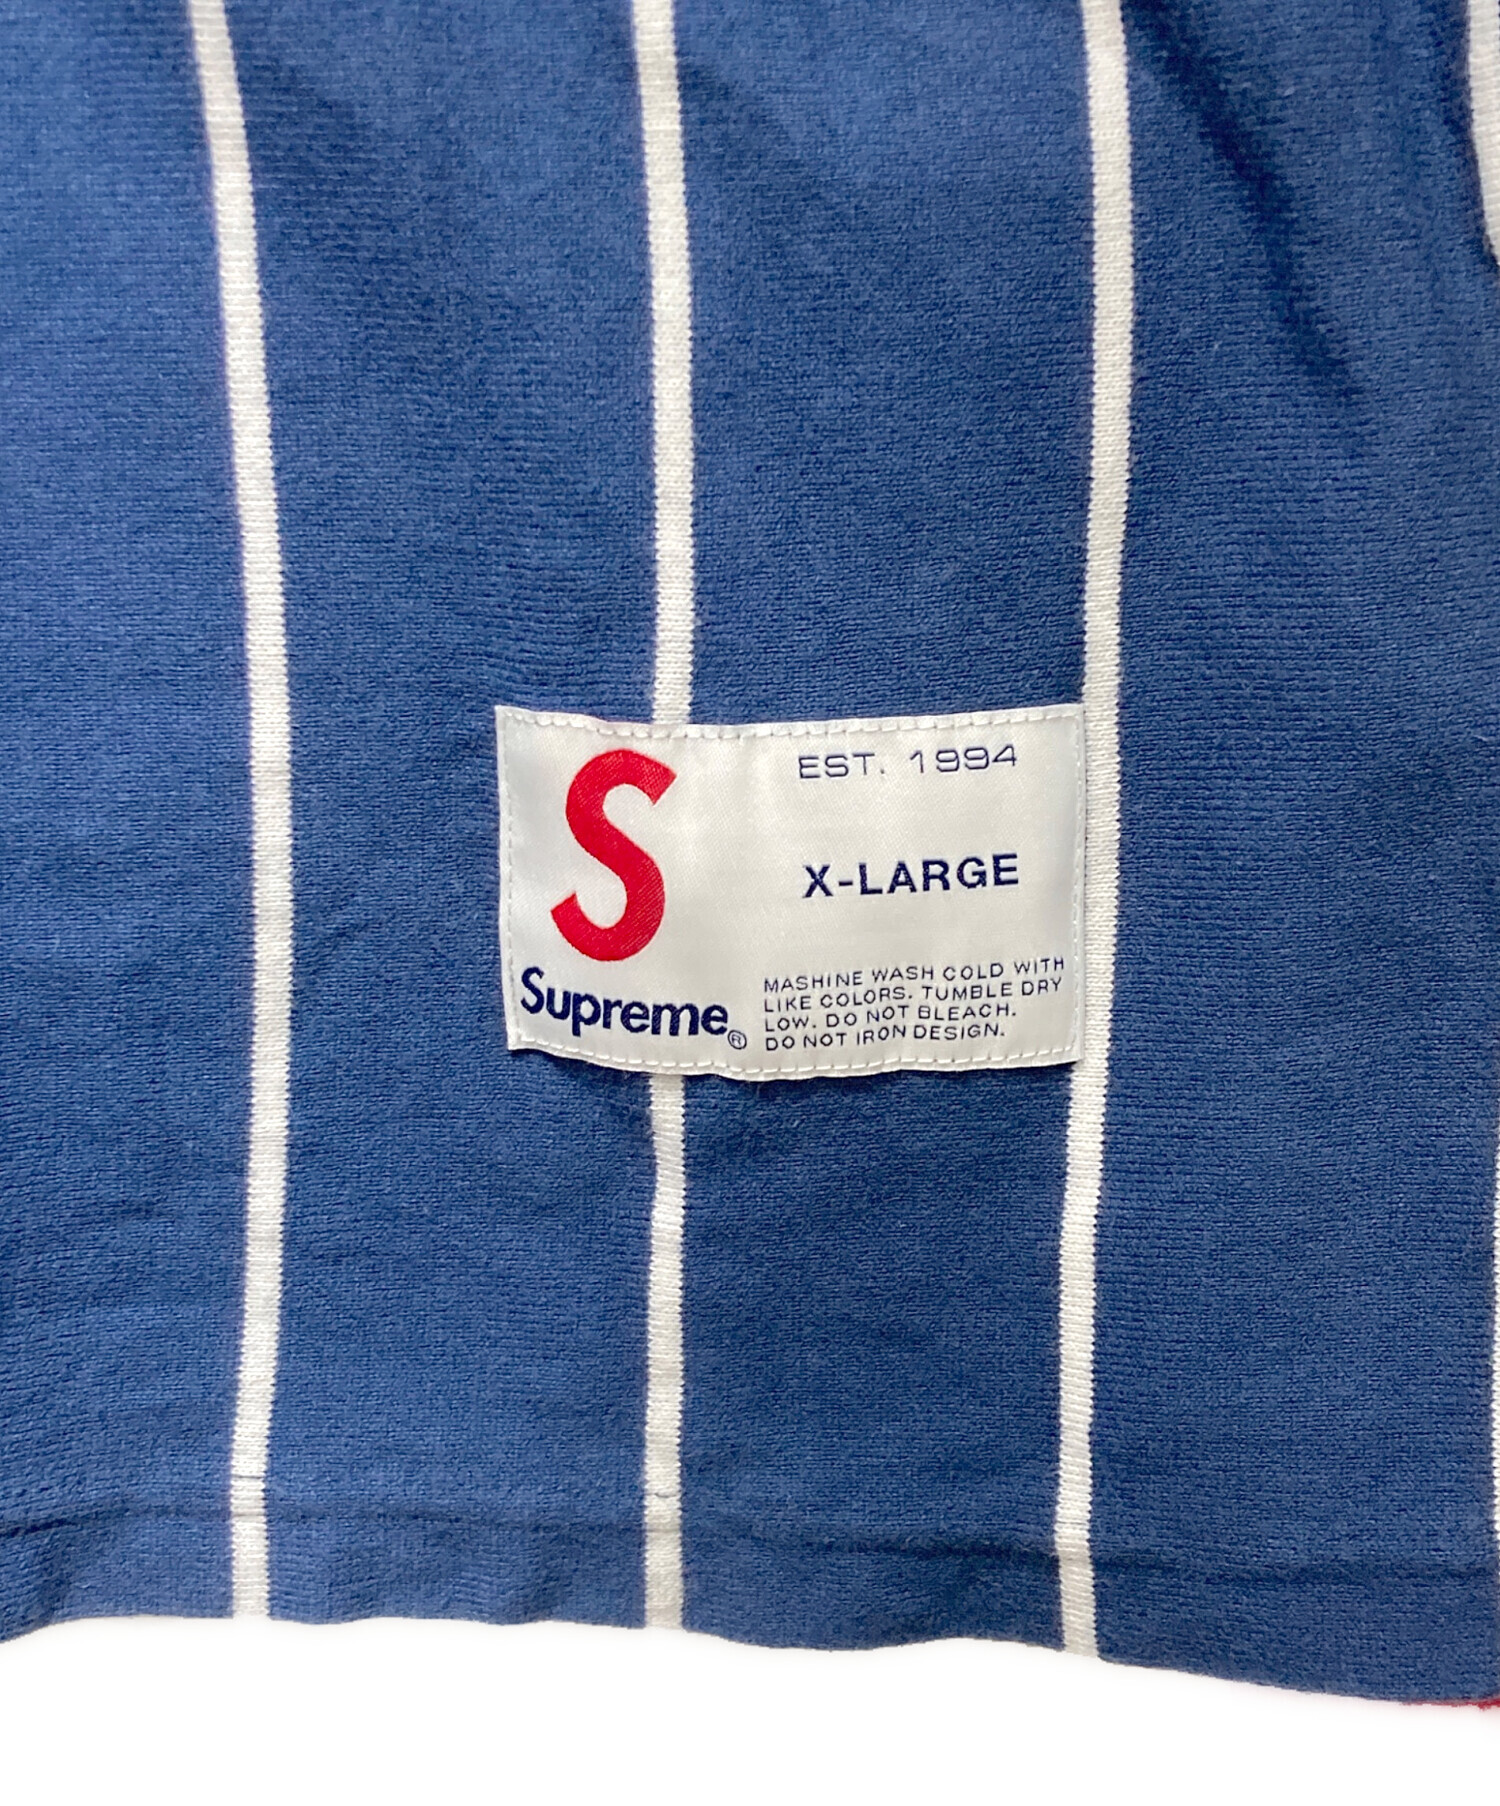 S
Supreme®
EST. 1994
X-LARGE
MASHINE WASH COLD WITH
LIKE COLORS. TUMBLE DRY
LOW. DO NOT BLEACH.
DO NOT IRON DESIGN.